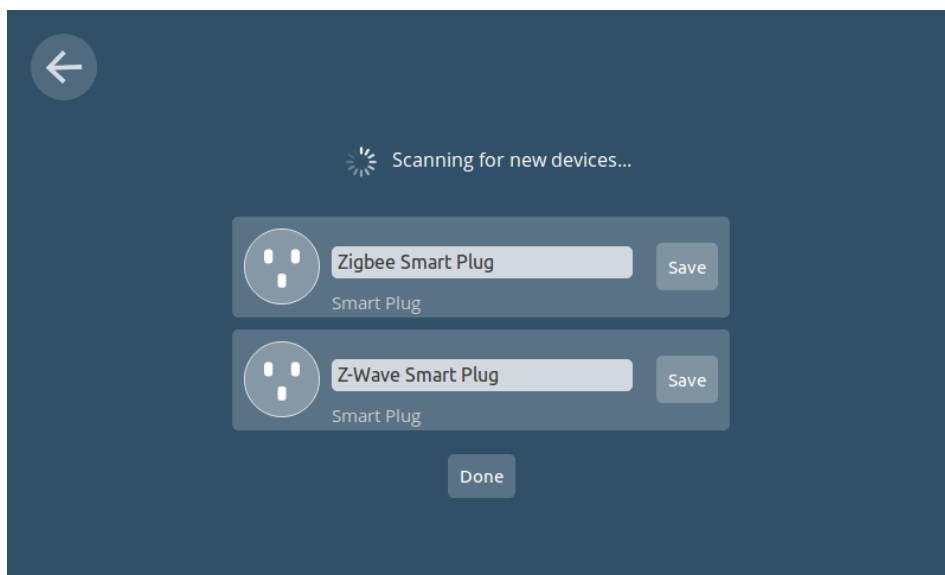 Scanning for new devices...
Zigbee Smart Plug
Save
Smart Plug
Z-Wave Smart Plug
Save
Smart Plug
Done